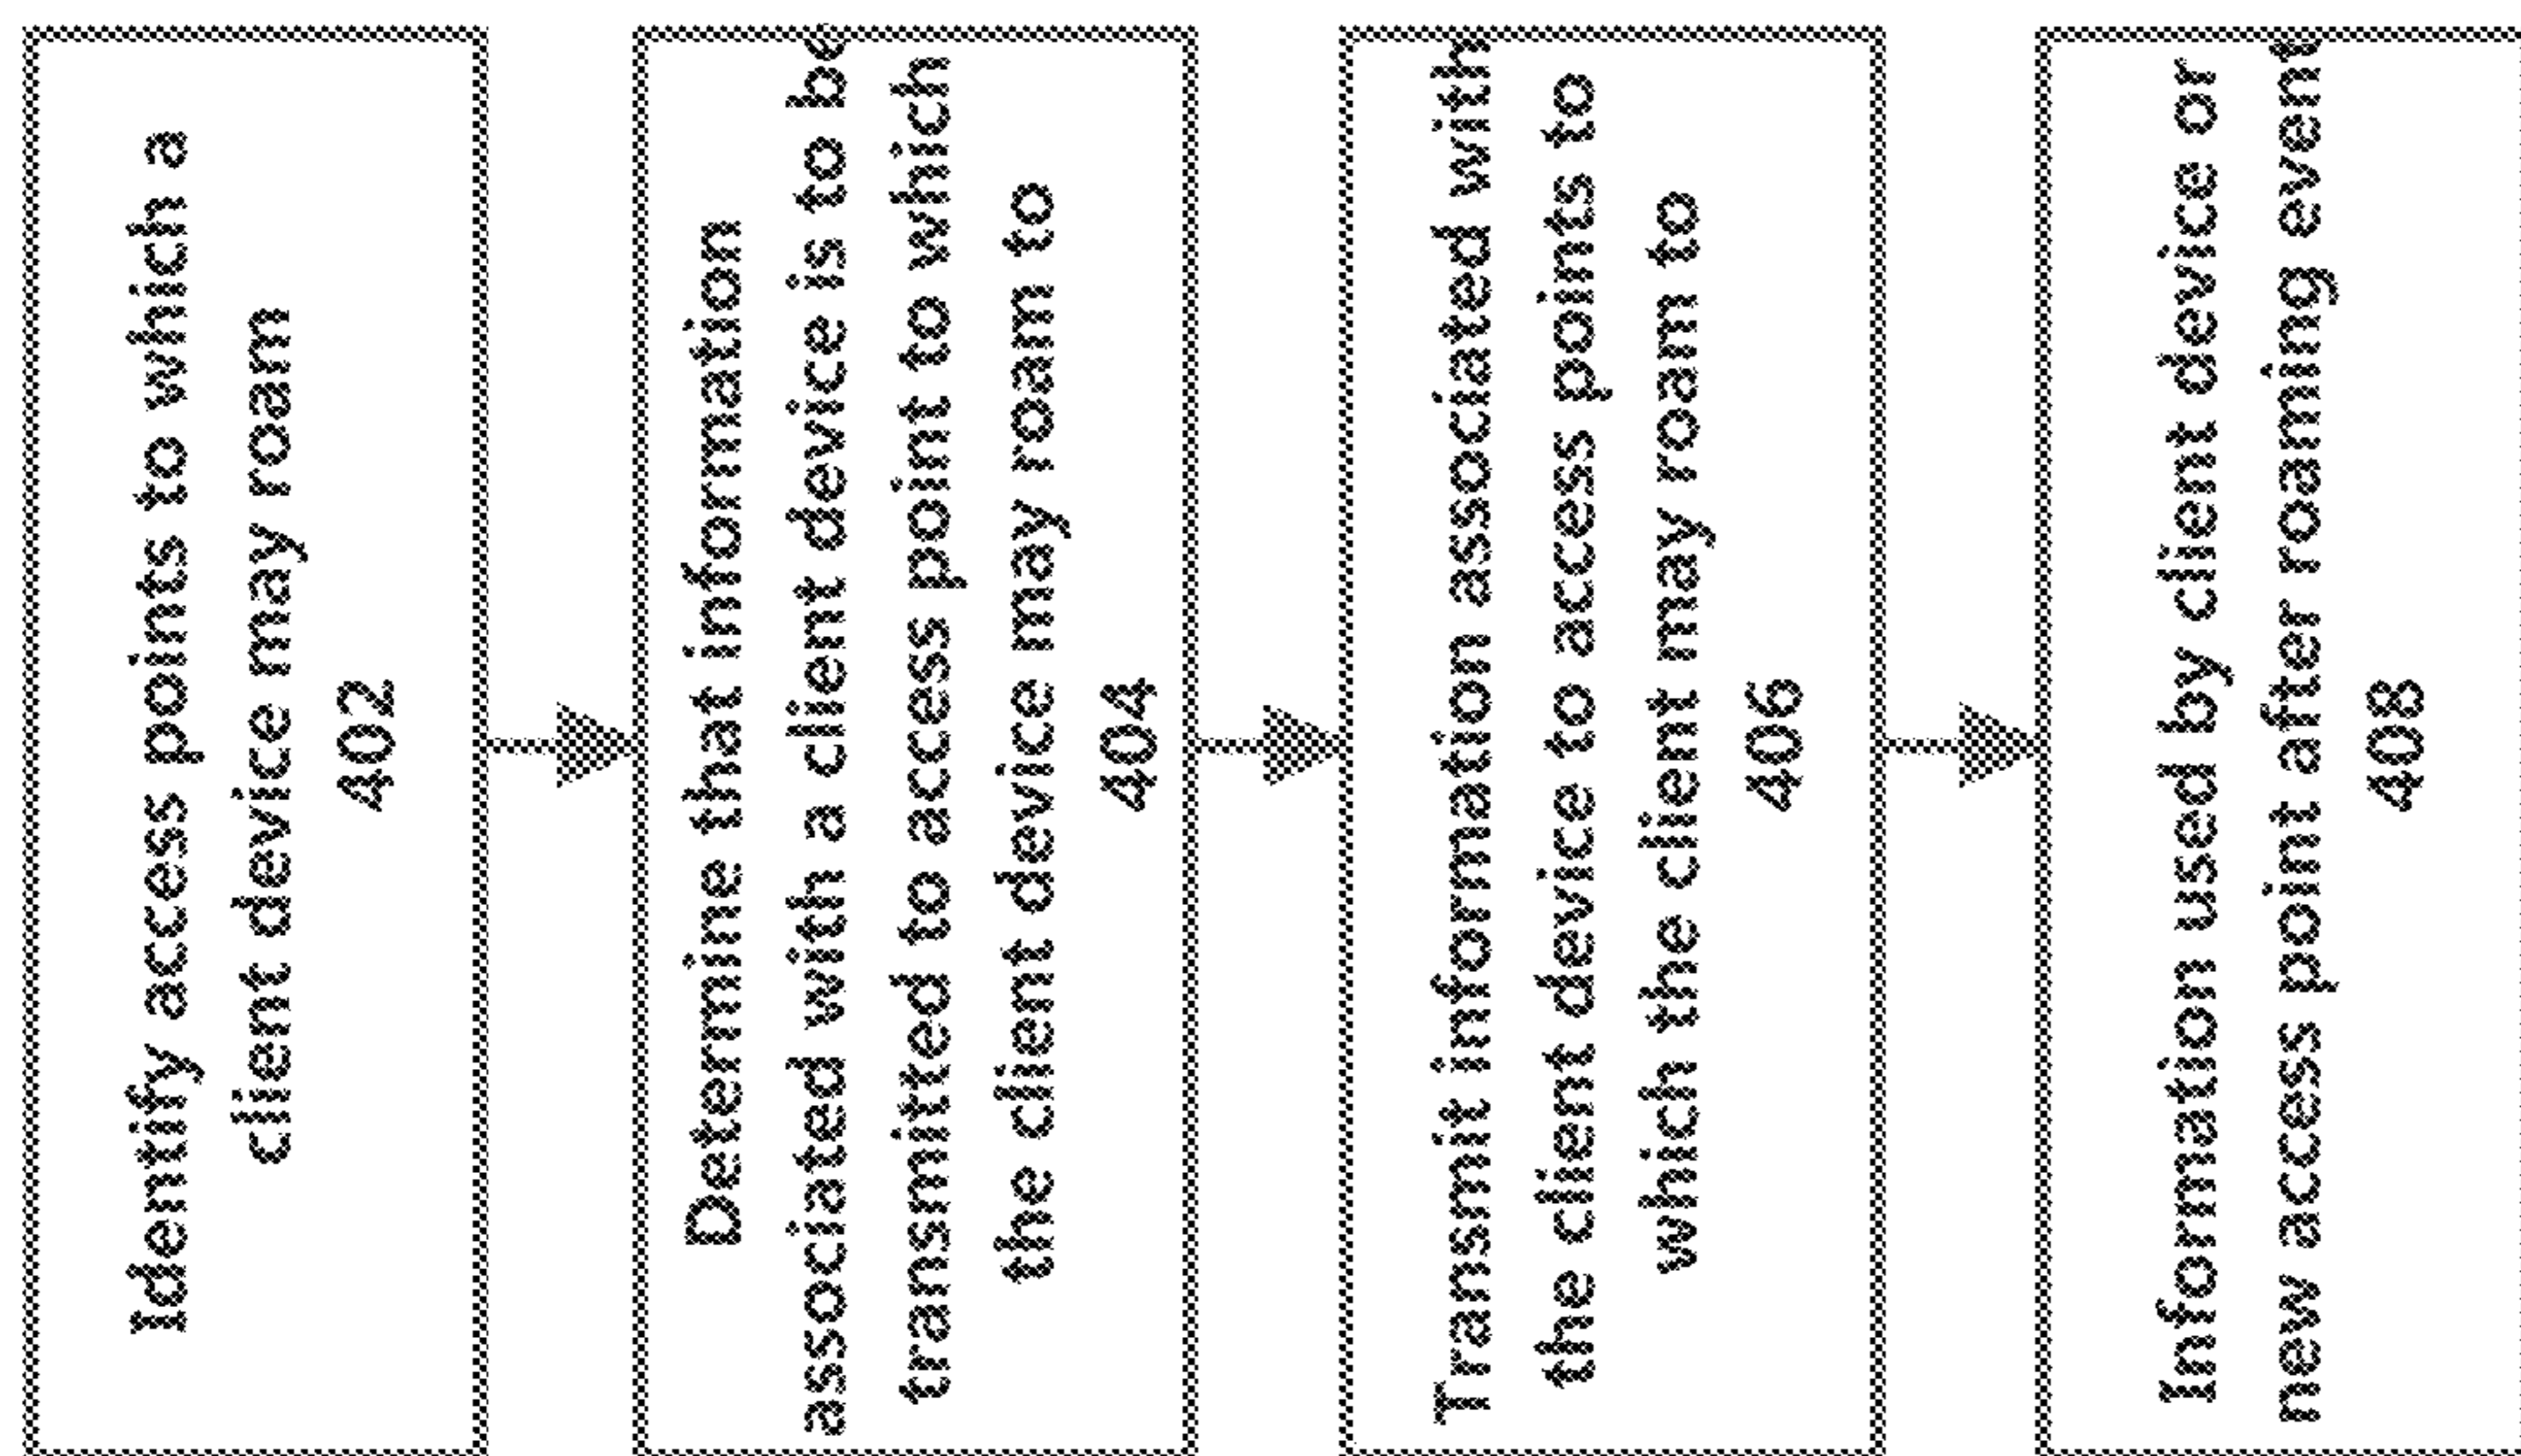 Identify access points to which a
client device may roam
402
Determine that information
associated with a client device is to be
transmitted to access point to which
the client device may roam to
404
Transmit information associated with
the client device to access points to
which the client may roam to
406
Information used by client device or
new access point after roaming event
408